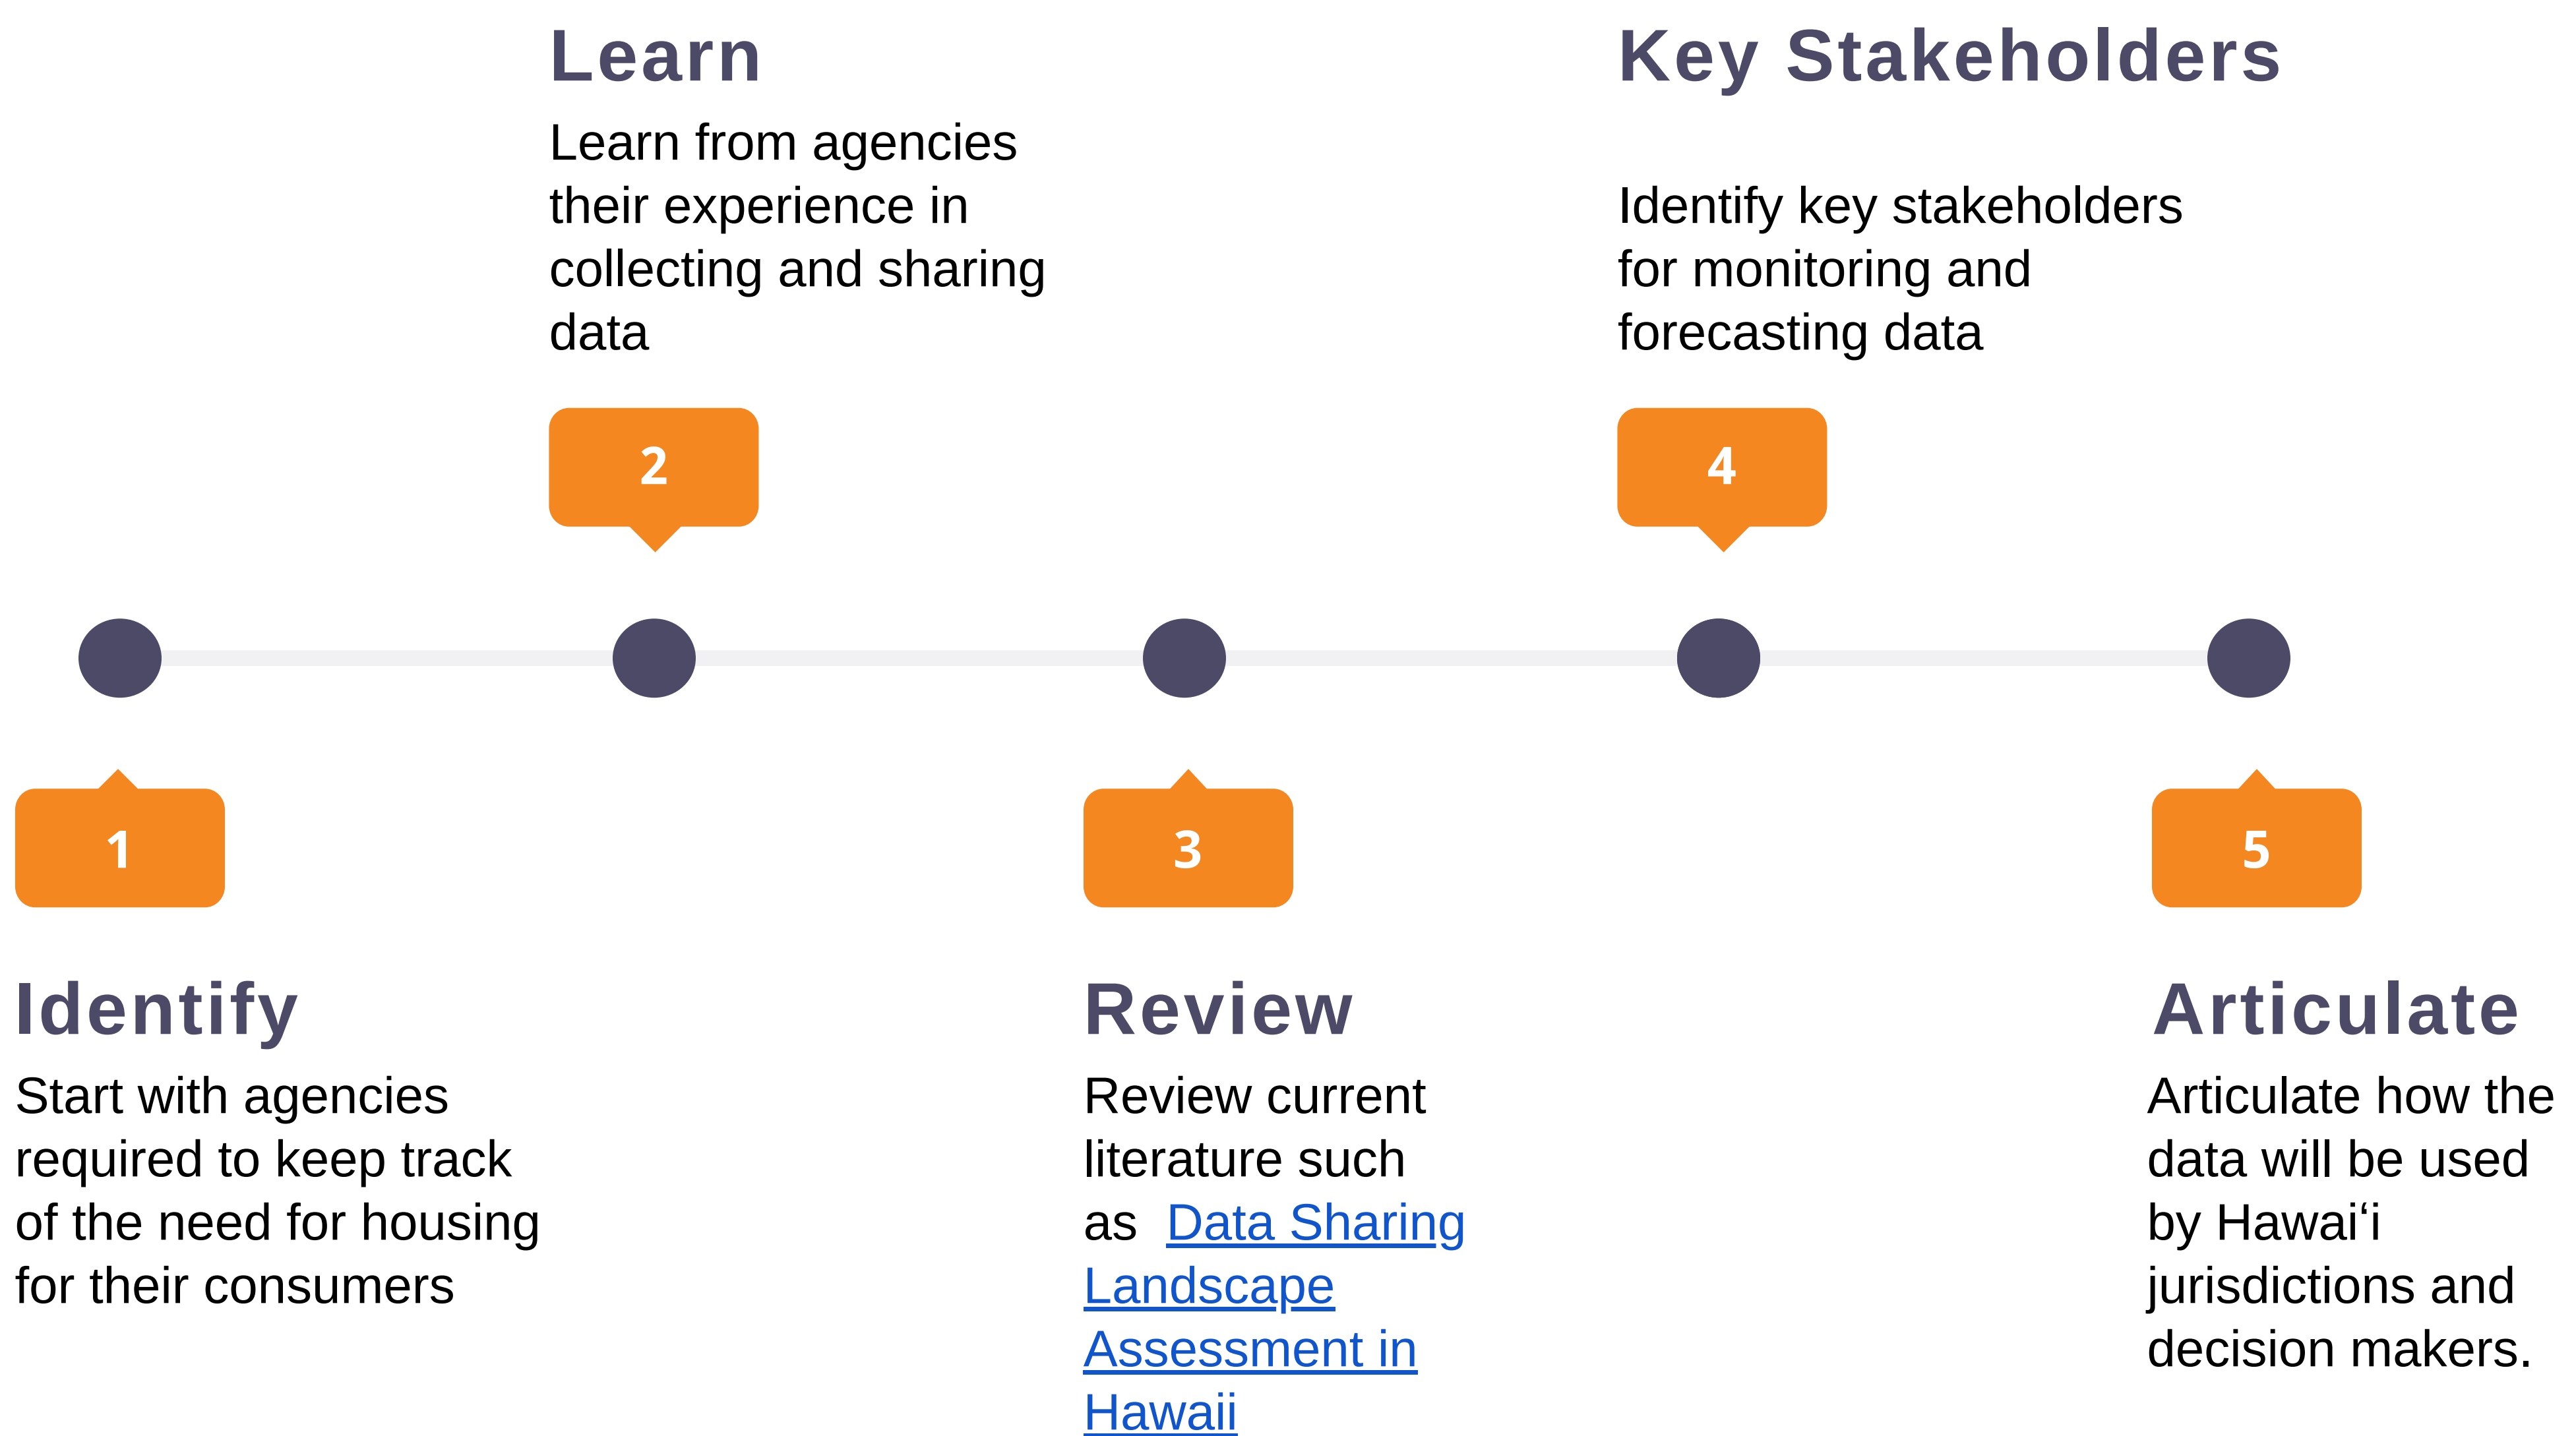 Learn
Learn from agencies
their experience in
collecting and sharing
data
2
Key Stakeholders
Identify key stakeholders
for monitoring and
forecasting data
4
1
Identify
Start with agencies
required to keep track
of the need for housing
for their consumers
3
Review
Review current
literature such
as  Data Sharing
Landscape
Assessment in
Hawaii
5
Articulate
Articulate how the
data will be used
by Hawaiʻi
jurisdictions and
decision makers.